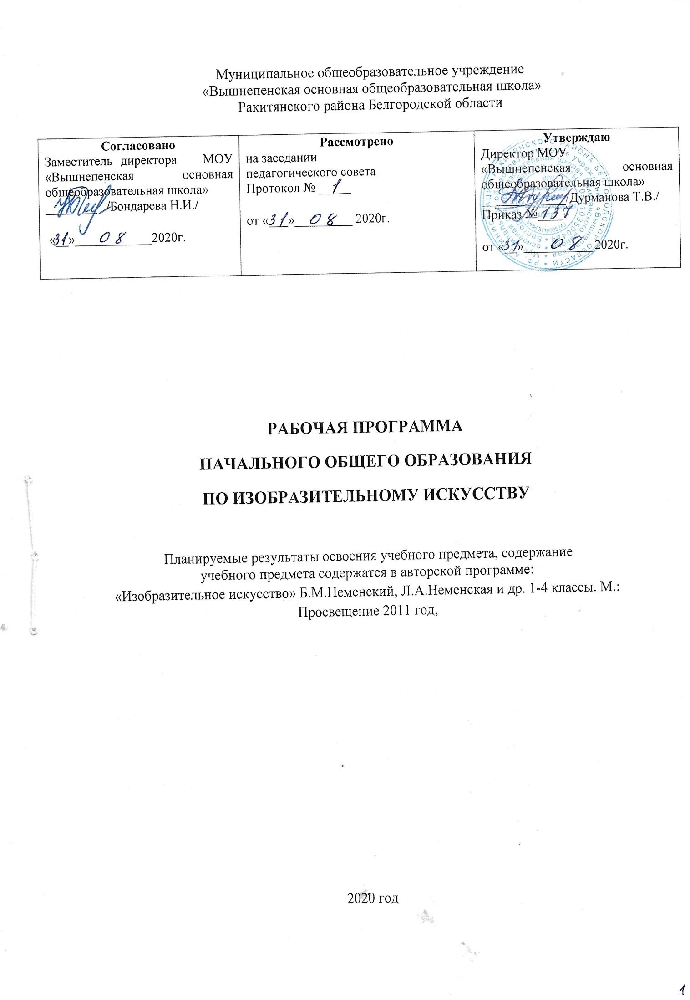 Муниципальное общеобразовательное учреждение
«Вышнепенская основная общеобразовательная школа»
Ракитянского района Белгородской области
Согласовано
Заместитель директора МОУ
«Вышнепенская основная
общеобразовательная школа»
/Бондарева Н.И./
«31» 08 2020г.
Рассмотрено
на заседании
педагогического совета
Протокол № 1
от «31» 08 2020г.
Утверждаю
Директор МОУ
«Вышнепенская основная
общеобразовательная школа»
/Дурманова Т.В./
Приказ № 137
от «31» 08 2020г.
ИНН 3116005243
РАБОЧАЯ ПРОГРАММА
НАЧАЛЬНОГО ОБЩЕГО ОБРАЗОВАНИЯ
ПО ИЗОБРАЗИТЕЛЬНОМУ ИСКУССТВУ
Планируемые результаты освоения учебного предмета, содержание
учебного предмета содержатся в авторской программе:
«Изобразительное искусство» Б.М.Неменский, Л.А.Неменская и др. 1-4 классы. М.:
Просвещение 2011 год,
2020 год
1